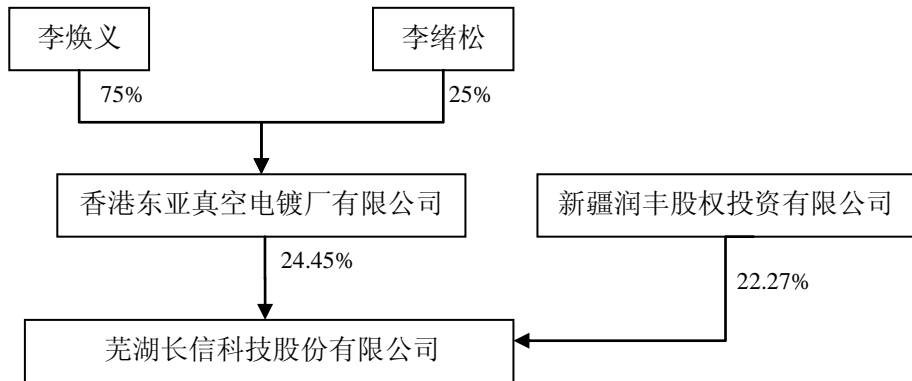 李焕义
李绪松
75%
25%
香港东亚真空电镀厂有限公司
新疆润丰股权投资有限公司
24.45%
22.27%
芜湖长信科技股份有限公司